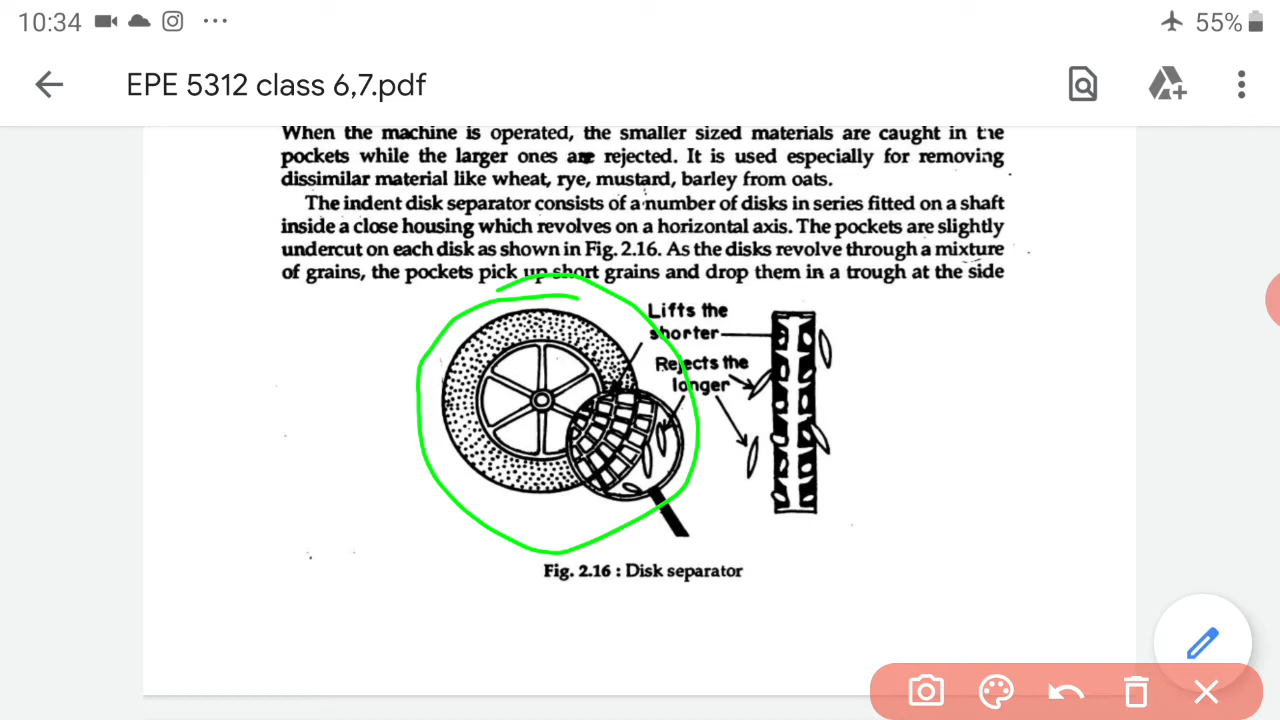 10:34
55%
EPE 5312 class 6,7.pdf
When the machine is operated, the smaller sized materials are caught in the
pockets while the larger ones are rejected. It is used especially for removing
dissimilar material like wheat, rye, mustard, barley from oats.
The indent disk separator consists of a number of disks in series fitted on a shaft
inside a close housing which revolves on a horizontal axis. The pockets are slightly
undercut on each disk as shown in Fig. 2.16. As the disks revolve through a mixture
of grains, the pockets pick up short grains and drop them in a trough at the side
Lifts the
shorter
Rejects the
longer
Fig. 2.16 : Disk separator